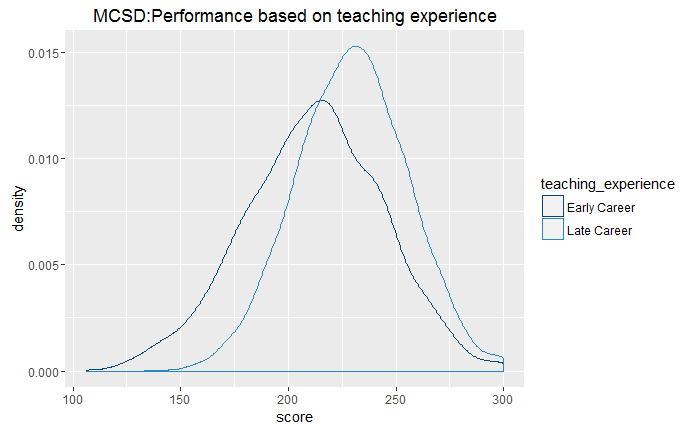 MCSD:Performance based on teaching experience
0.015
0.010
0.005
0.000
density
100
150
200
250
300
score
teaching_experience
Early Career
Late Career